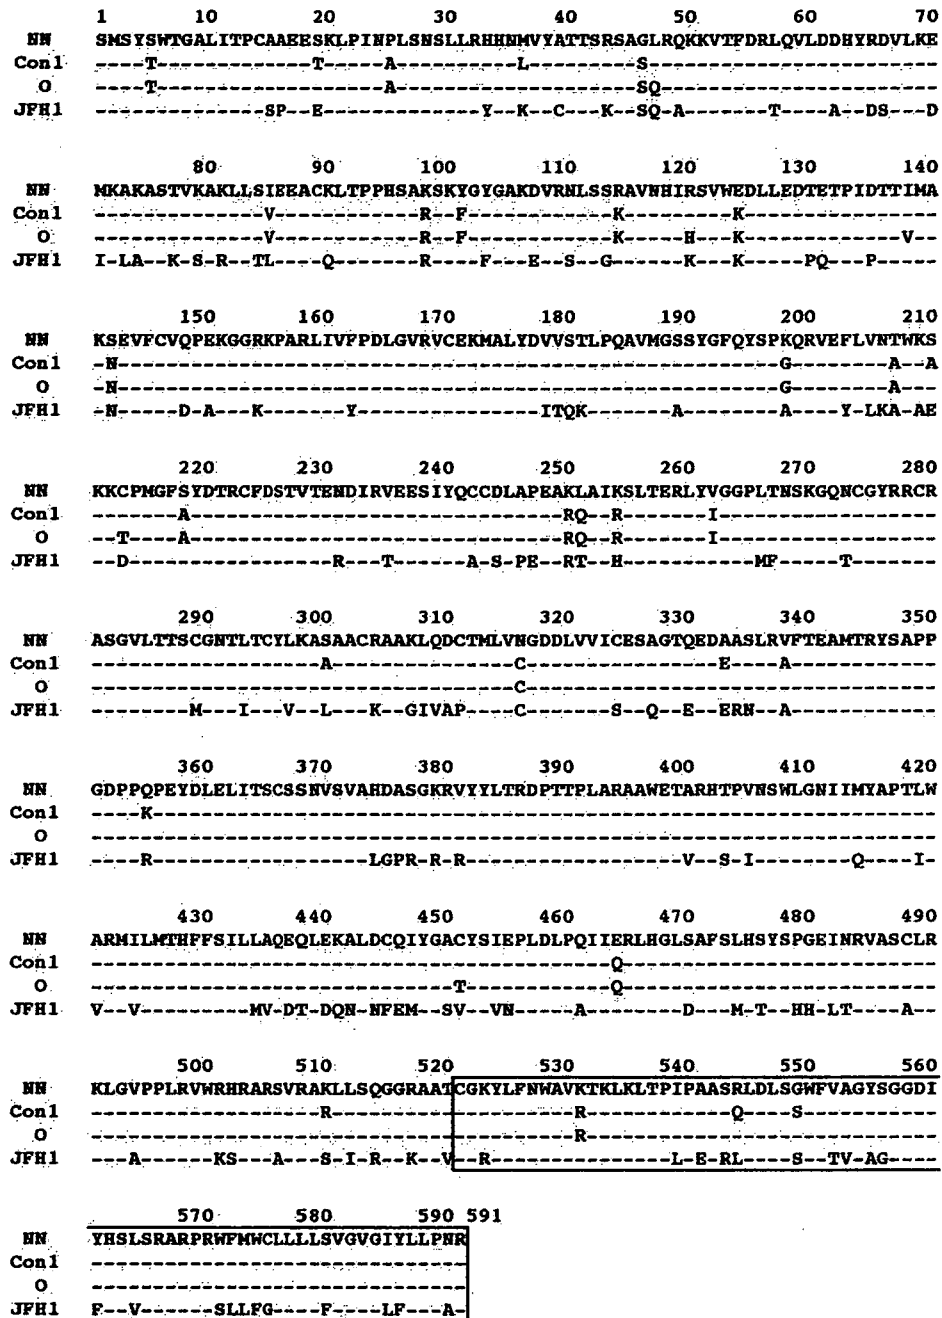 1 10 20 30 40 50 60 70
NN SMSYSWTGALITPCAAEESKLPINPLSNSLLRHHNMVYATTSRSAGLRQKKVTFDRLQVLDDHYRDVLKE
Con1 ----T-------------T-----A----------L---------S------------------------
O ----T-------------------A--------------------SQ-----------------------
JFH1 --------------SP--E-------------Y--K--C---K--SQ-A-------T----A--DS---D
80 90 100 110 120 130 140
NN MKAKASTVKAKLLSIEEACKLTPPHSAKSKYGYGAKDVRNLSSRAVNHIRSVWEDLLEDTETPIDTTIMA
Con1 --------------V------------R--F------------K---------K----------------
O --------------V------------R--F------------K-----H---K-------------V--
JFH1 I-LA--K-S-R--TL----Q-------R----F---E--S--G------K---K-----PQ---P-----
150 160 170 180 190 200 210
NN KSEVFCVQPEKGGRKPARLIVFPDLGVRVCEKMALYDVVSTLPQAVMGSSYGFQYSPKQRVEFLVNTWKS
Con1 -N-------------------------------------------------------G--------A--A
O -N-------------------------------------------------------G--------A---
JFH1 -N-----D-A---K-------Y---------------ITQK-------A--------A----Y-LKA-AE
220 230 240 250 260 270 280
NN KKCPMGFSYDTRCFDSTVTENDIRVEESIYQCCDLAPEAKLAIKSLTERLYVGGPLTNSKGQNCGYRRCR
Con1 -------A-------------------------------RQ--R-------I------------------
O --T----A-------------------------------RQ--R-------I------------------
JFH1 --D-----------------R---T------A-S-PE--RT--H-----------MF-----T-------
290 300 310 320 330 340 350
NN ASGVLTTSCGNTLTCYLKASAACRAAKLQDCTMLVNGDDLVVICESAGTQEDAASLRVFTEAMTRYSAPP
Con1 -------------------A---------------C----------------E----A------------
O -----------------------------------C----------------------------------
JFH1 --------M---I---V--L---K--GIVAP----C-------S--Q--E--ERN--A------------
360 370 380 390 400 410 420
NN GDPPQPEYDLELITSCSSNVSVAHDASGKRVYYLTRDPTTPLARAAWETARHTPVNSWLGNIIMYAPTLW
Con1 ----K-----------------------------------------------------------------
O ----------------------------------------------------------------------
JFH1 ----R------------------LGPR-R-R------------------V--S-I--------Q----I-
430 440 450 460 470 480 490
NN ARMILMTHFFSILLAQEQLEKALDCQIYGACYSIEPLDLPQIIERLHGLSAFSLHSYSPGEINRVASCLR
Con1 -------------------------------------------Q--------------------------
O ------------------------------T------------Q--------------------------
JFH1 V--V---------MV-DT-DQN-NFEM--SV--VN-----A--------D---M-T--HH-LT----A--
500 510 520 530 540 550 560
NN KLGVPPLRVWRHRARSVRAKLLSQGGRAATCGKYLFNWAVKTKLKLTPIPAASRLDLSGWFVAGYSGGDI
Con1 -------------------R--------------------R------------Q----S-----------
O ----------------------------------------R-----------------------------
JFH1 ---A------KS---A---S-I-R--K--V--R---------------L-E-RL----S--TV-AG----
570 580 590 591
NN YHSLSRARPRWFMWCLLLLSVGVGIYLLPNR
Con1 -------------------------------
O -------------------------------
JFH1 F--V------SLLFG----F----LF---A-